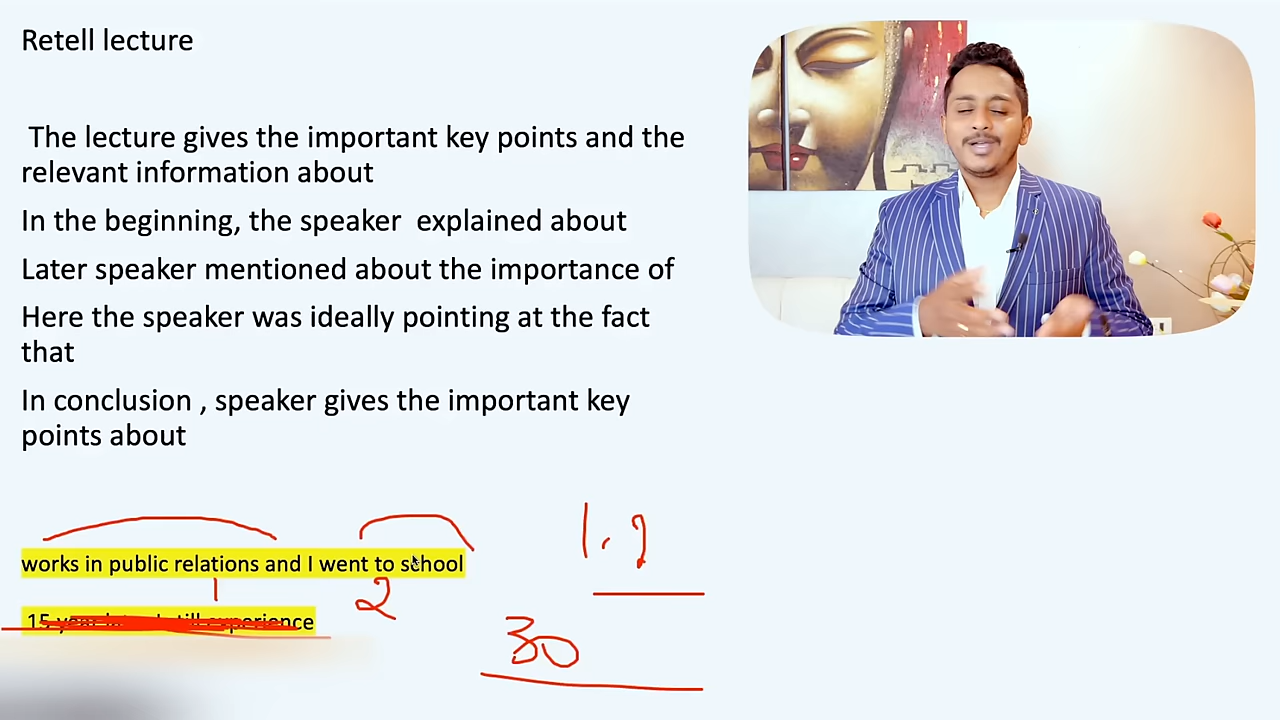 Retell lecture
The lecture gives the important key points and the
relevant information about
In the beginning, the speaker explained about
Later speaker mentioned about the importance of
Here the speaker was ideally pointing at the fact
that
In conclusion , speaker gives the important key
points about
works in public relations and I went to school
1
2
15 still experience
30